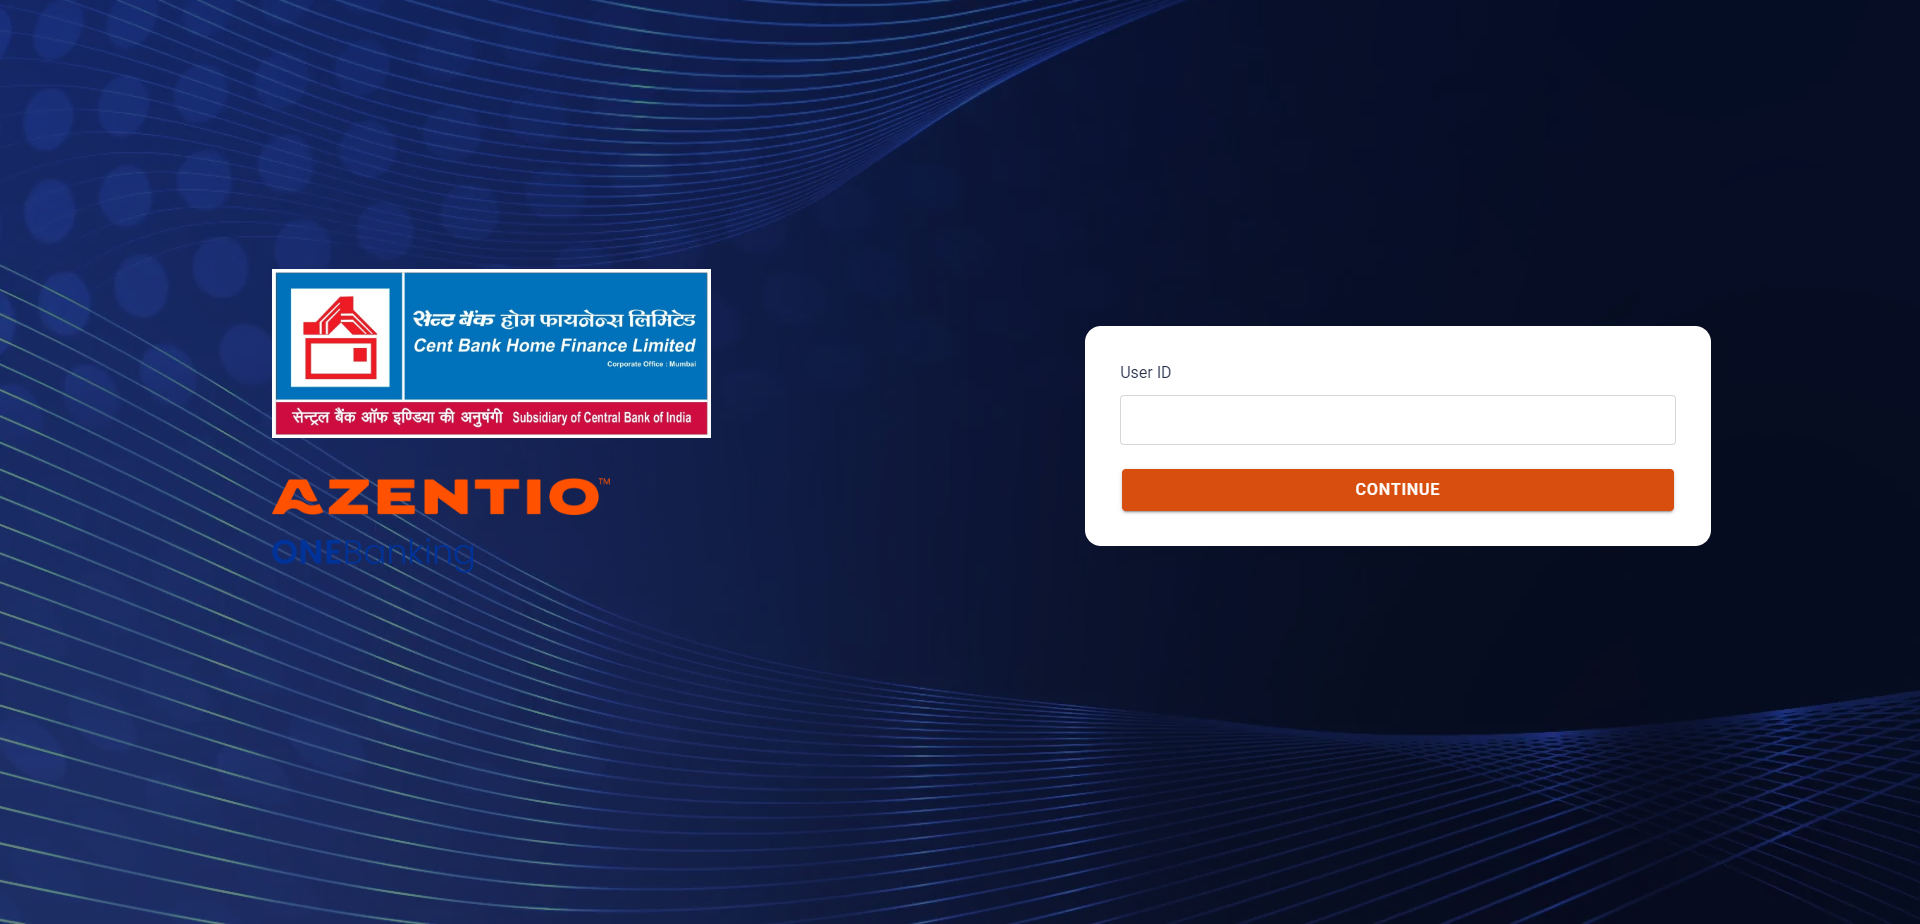 सेन्ट बैंक होम फायनेन्स लिमिटेड
Cent Bank Home Finance Limited
Corporate Office : Mumbai
सेन्ट्रल बैंक ऑफ इण्डिया की अनुषंगी Subsidiary of Central Bank of India
AZENTIO™
ONEBanking
User ID
CONTINUE